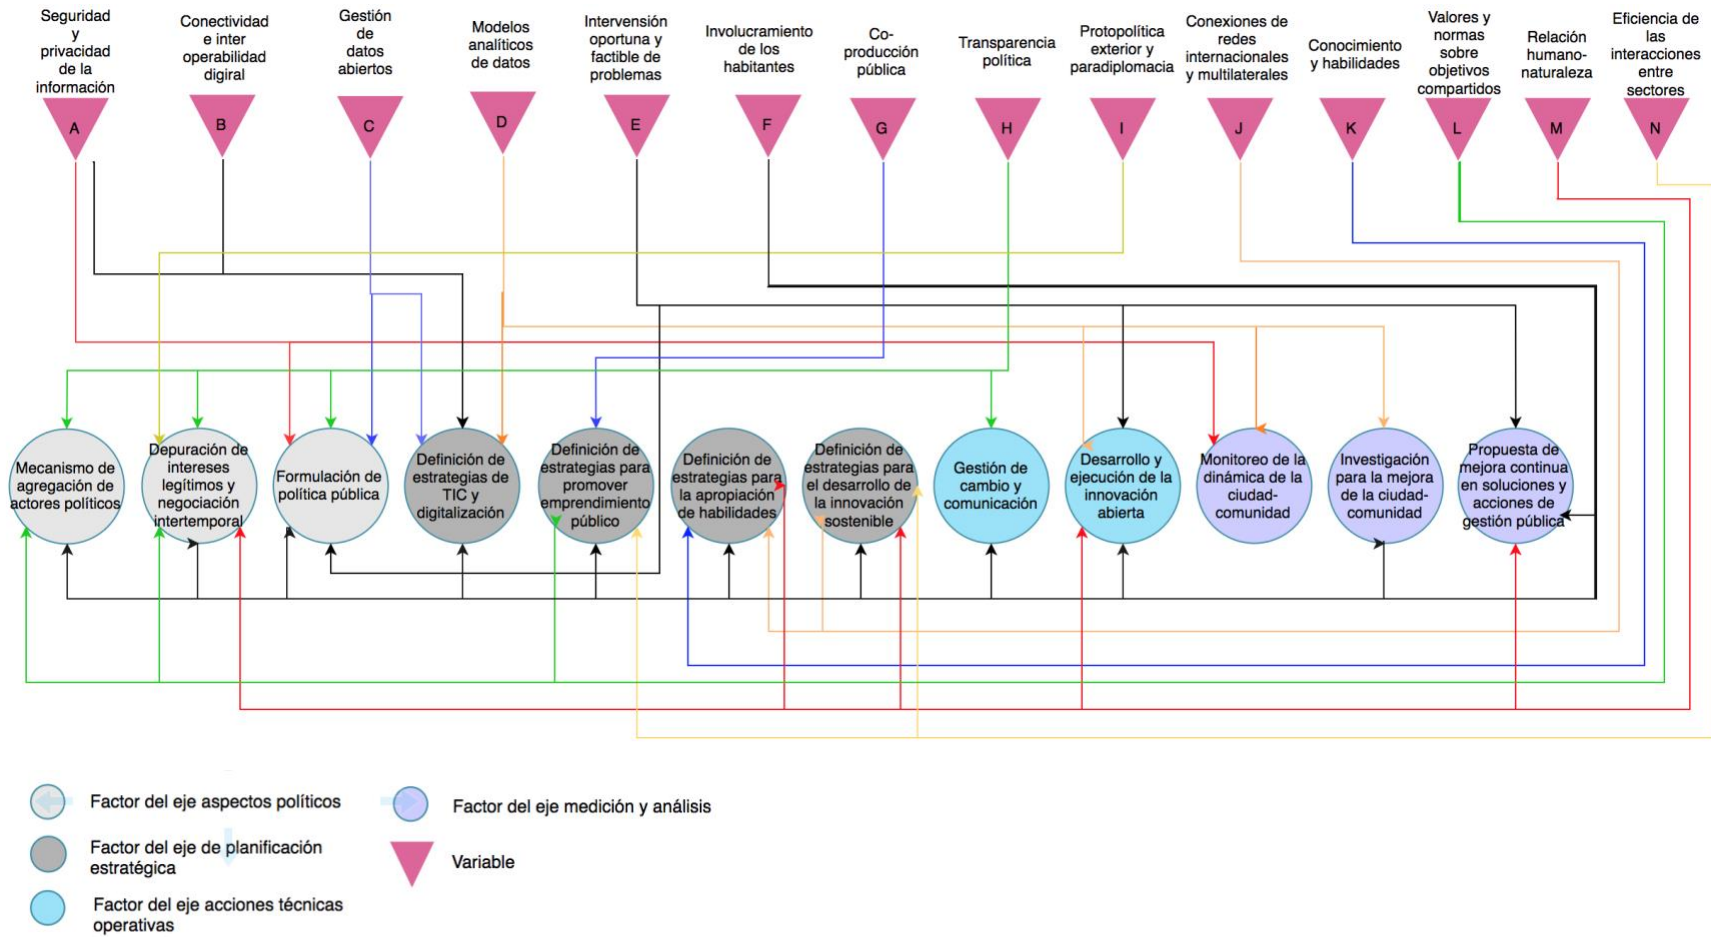 Seguridad
y
privacidad
de la
información
Conectividad
e inter
operabilidad
digiral
Gestión
de
datos
abiertos
Modelos
analíticos
de datos
Intervención
oportuna y
factible de
problemas
Involucramiento
de los
habitantes
Co-
producción
pública
Transparencia
política
Protopolítica
exterior y
paradiplomacia
Conexiones de
redes
internacionales
y multilaterales
Conocimiento
y habilidades
Valores y
normas
sobre
objetivos
compartidos
Relación
humano-
naturaleza
Eficiencia de
las
interacciones
entre
sectores
A
B
C
D
E
F
G
H
I
J
K
L
M
N
Mecanismo de
agregación de
actores políticos
Depuración de
intereses
legítimos y
negociación
intertemporal
Formulación de
política pública
Definición de
estrategias de
TIC y
digitalización
Definición de
estrategias para
promover
emprendimiento
público
Definición de
estrategias para
la apropiación
de habilidades
Definición de
estrategias para
el desarrollo de
la innovación
sostenible
Gestión de
cambio y
comunicación
Desarrollo y
ejecución de la
innovación
abierta
Monitoreo de la
dinámica de la
ciudad-
comunidad
Investigación
para la mejora
de la ciudad-
comunidad
Propuesta de
mejora continua
en soluciones y
acciones de
gestión pública
Factor del eje aspectos políticos
Factor del eje de planificación
estratégica
Factor del eje acciones técnicas
operativas
Factor del eje medición y análisis
Variable